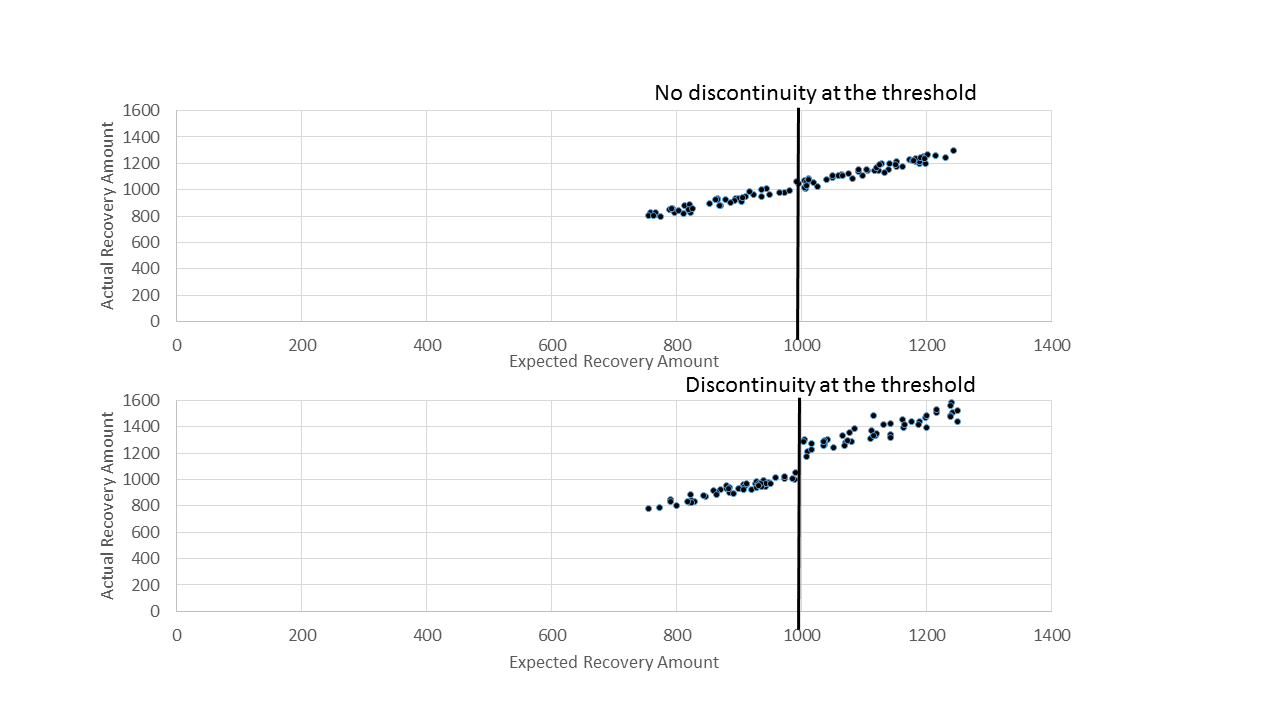 No discontinuity at the threshold
Actual Recovery Amount
1600
1400
1200
1000
800
600
400
200
0
0 200 400 600 800 1000 1200 1400
Expected Recovery Amount
Discontinuity at the threshold
Actual Recovery Amount
1600
1400
1200
1000
800
600
400
200
0
0 200 400 600 800 1000 1200 1400
Expected Recovery Amount